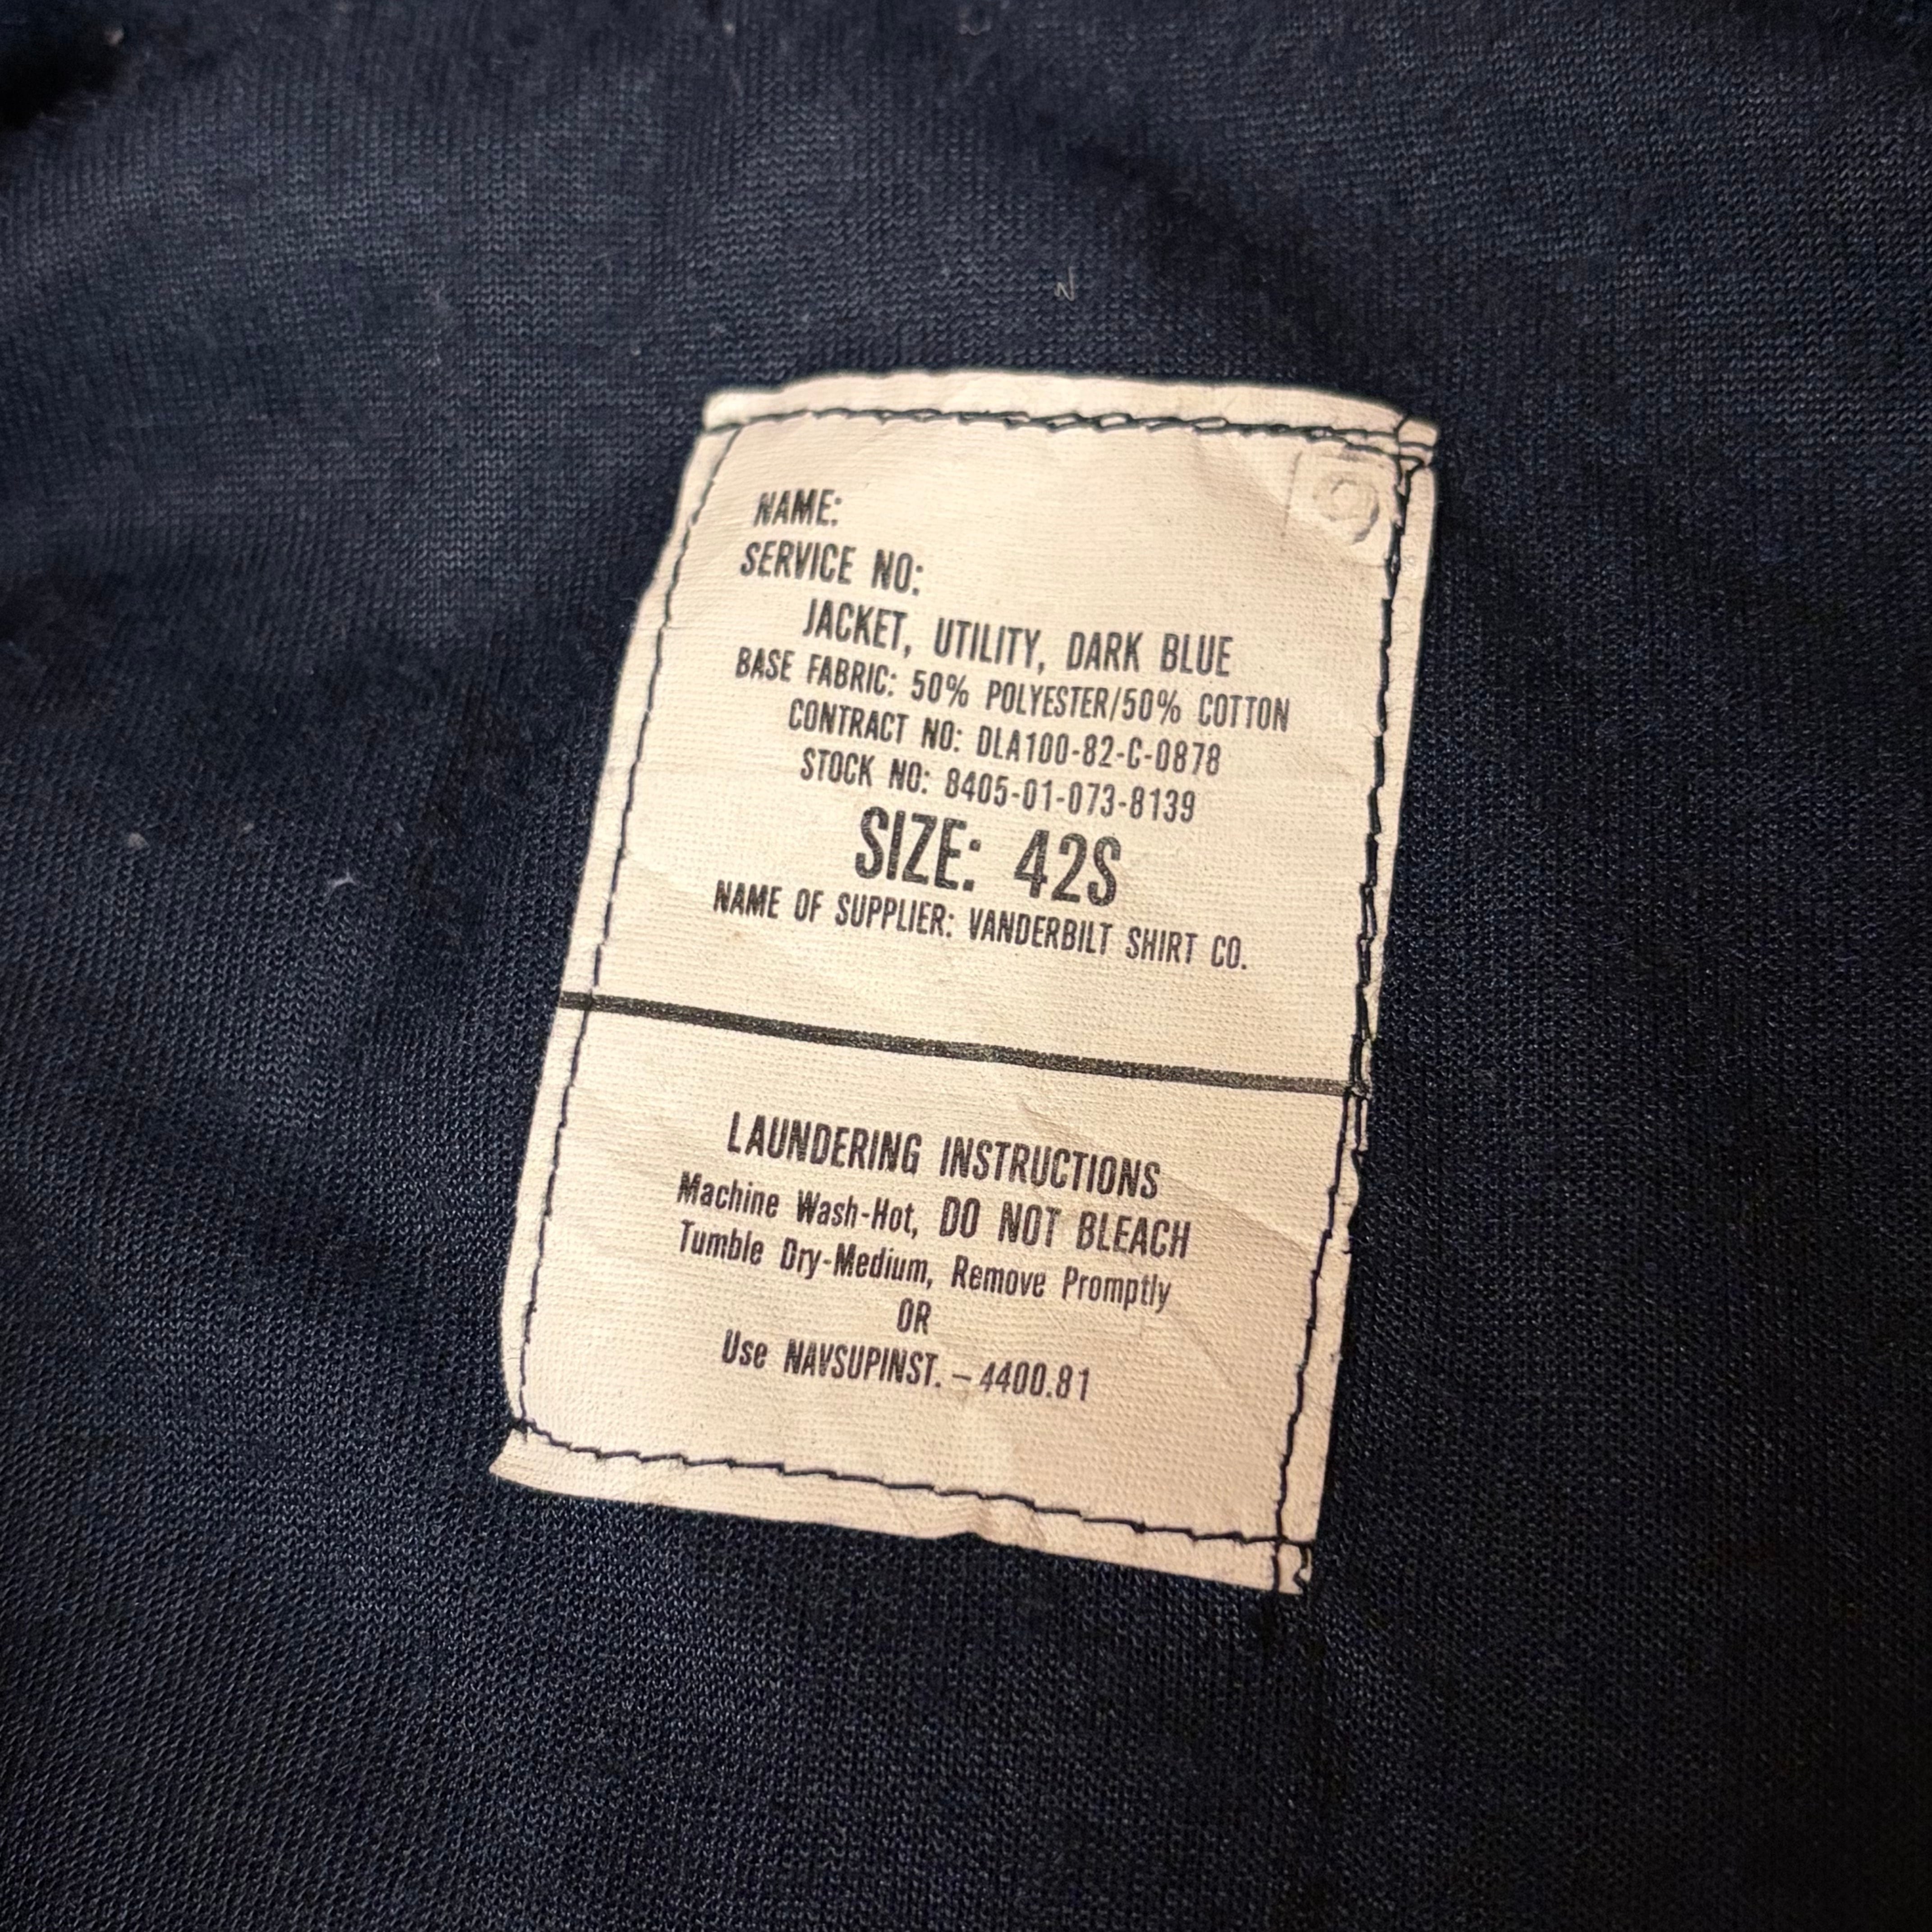 NAME:
SERVICE NO:
JACKET, UTILITY, DARK BLUE
BASE FABRIC: 50% POLYESTER/50% COTTON
CONTRACT NO: DLA100-82-C-0878
STOCK NO: 8405-01-073-8139
SIZE: 42S
NAME OF SUPPLIER: VANDERBILT SHIRT CO.
LAUNDERING INSTRUCTIONS
Machine Wash-Hot, DO NOT BLEACH
Tumble Dry-Medium, Remove Promptly
OR
Use NAVSUPINST. – 4400.81